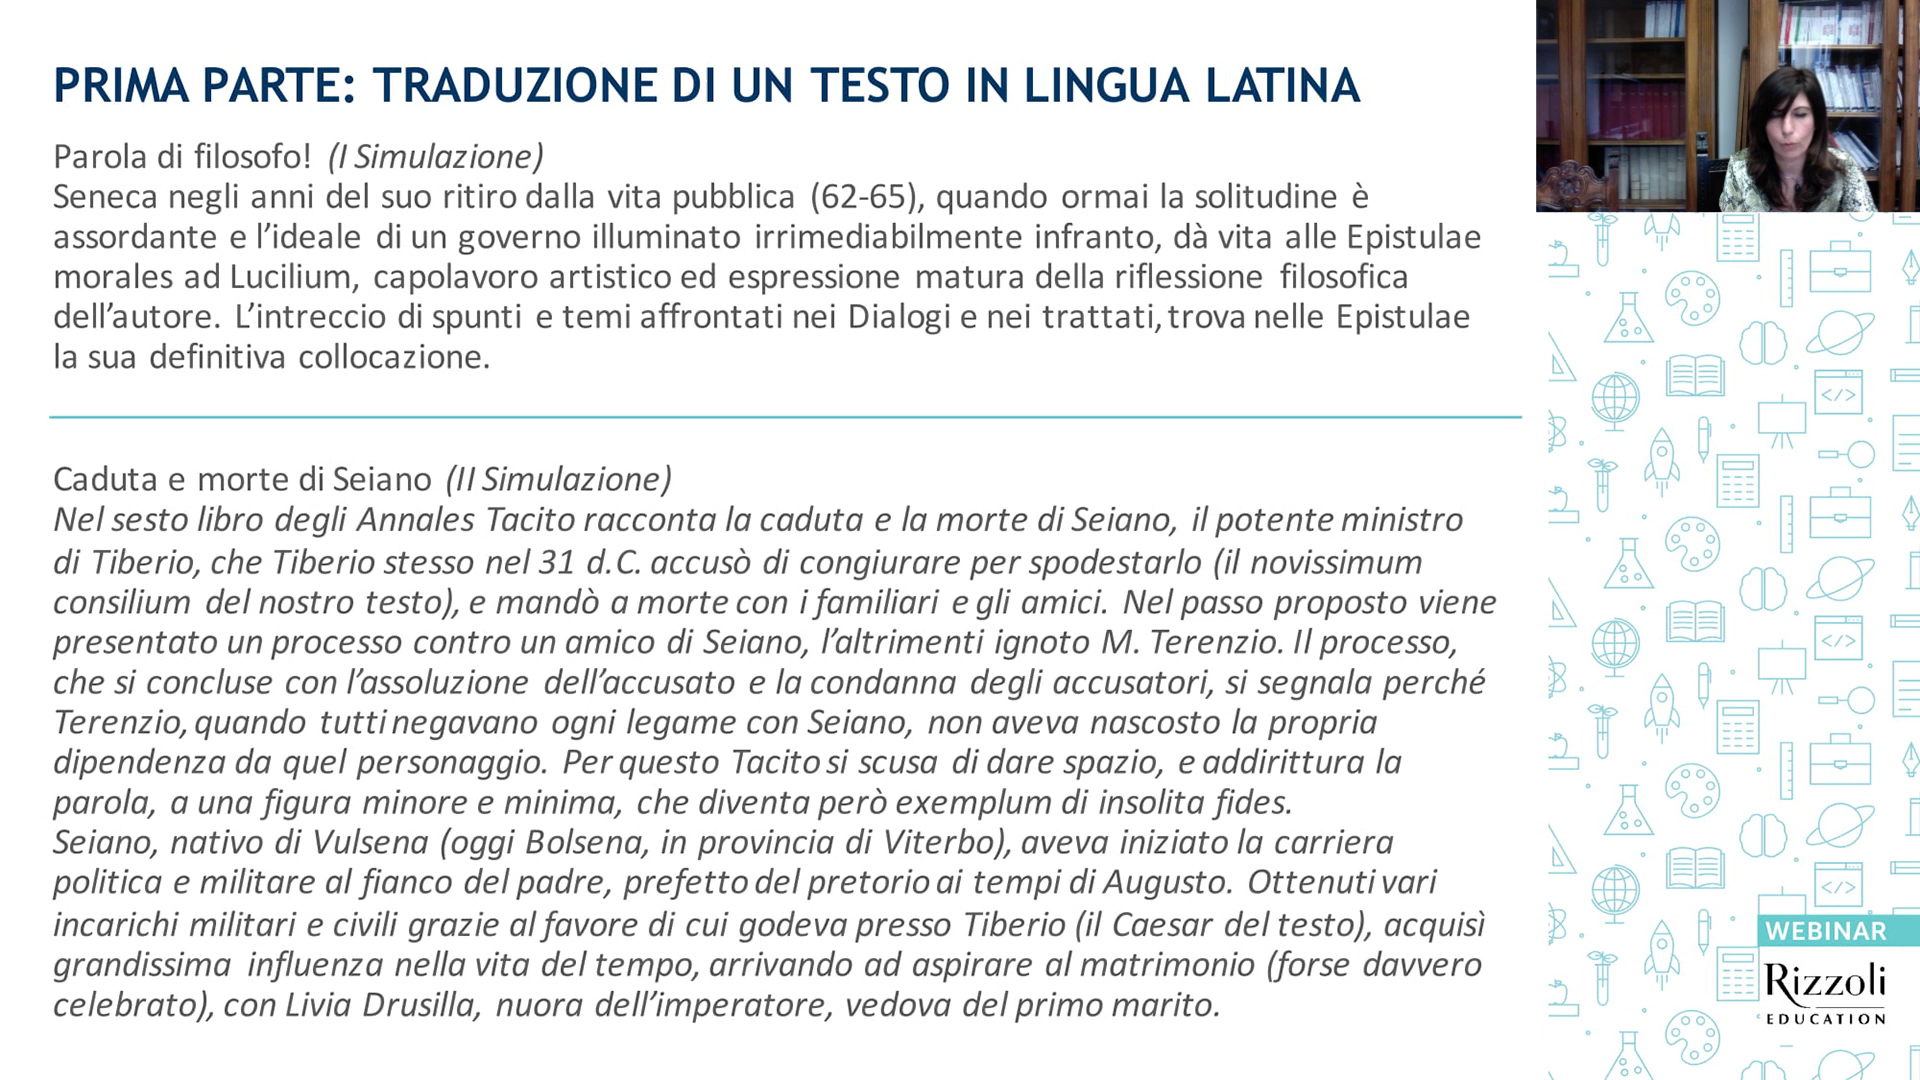 PRIMA PARTE: TRADUZIONE DI UN TESTO IN LINGUA LATINA
Parola di filosofo! (I Simulazione)
Seneca negli anni del suo ritiro dalla vita pubblica (62-65), quando ormai la solitudine è
assordante e l’ideale di un governo illuminato irrimediabilmente infranto, dà vita alle Epistulae
morales ad Lucilium, capolavoro artistico ed espressione matura della riflessione filosofica
dell’autore. L’intreccio di spunti e temi affrontati nei Dialogi e nei trattati, trova nelle Epistulae
la sua definitiva collocazione.
Caduta e morte di Seiano (II Simulazione)
Nel sesto libro degli Annales Tacito racconta la caduta e la morte di Seiano, il potente ministro
di Tiberio, che Tiberio stesso nel 31 d.C. accusò di congiurare per spodestarlo (il novissimum
consilium del nostro testo), e mandò a morte con i familiari e gli amici. Nel passo proposto viene
presentato un processo contro un amico di Seiano, l’altrimenti ignoto M. Terenzio. Il processo,
che si concluse con l’assoluzione dell’accusato e la condanna degli accusatori, si segnala perché
Terenzio, quando tutti negavano ogni legame con Seiano, non aveva nascosto la propria
dipendenza da quel personaggio. Per questo Tacito si scusa di dare spazio, e addirittura la
parola, a una figura minore e minima, che diventa però exemplum di insolita fides.
Seiano, nativo di Vulsena (oggi Bolsena, in provincia di Viterbo), aveva iniziato la carriera
politica e militare al fianco del padre, prefetto del pretorio ai tempi di Augusto. Ottenuti vari
incarichi militari e civili grazie al favore di cui godeva presso Tiberio (il Caesar del testo), acquisì
grandissima influenza nella vita del tempo, arrivando ad aspirare al matrimonio (forse davvero
celebrato), con Livia Drusilla, nuora dell’imperatore, vedova del primo marito.
WEBINAR
Rizzoli
EDUCATION